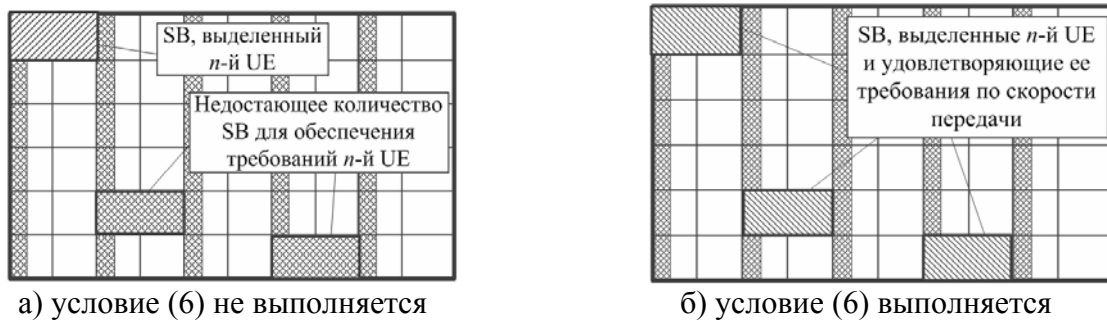 SB, выделенный
n-й UE
Недостающее количество
SB для обеспечения
требований n-й UE
а) условие (6) не выполняется
SB, выделенные n-й UE
и удовлетворяющие ее
требования по скорости
передачи
б) условие (6) выполняется